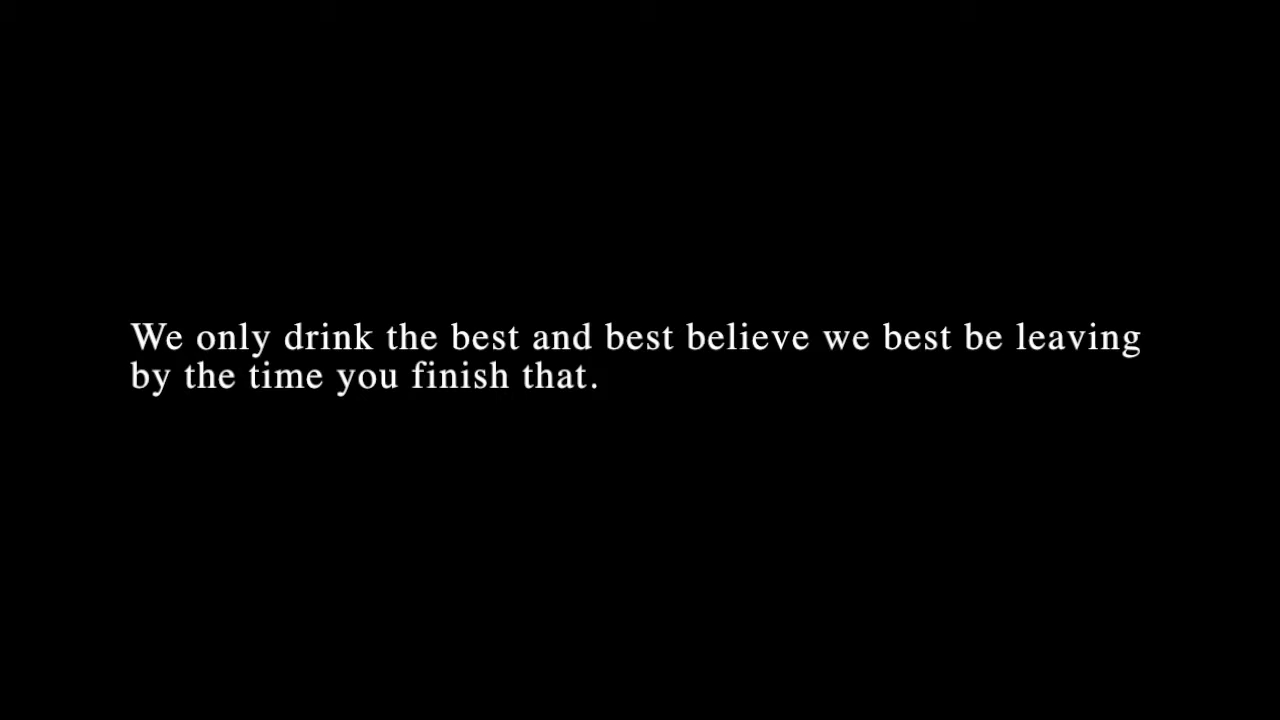 We only drink the best and best believe we best be leaving
by the time you finish that.